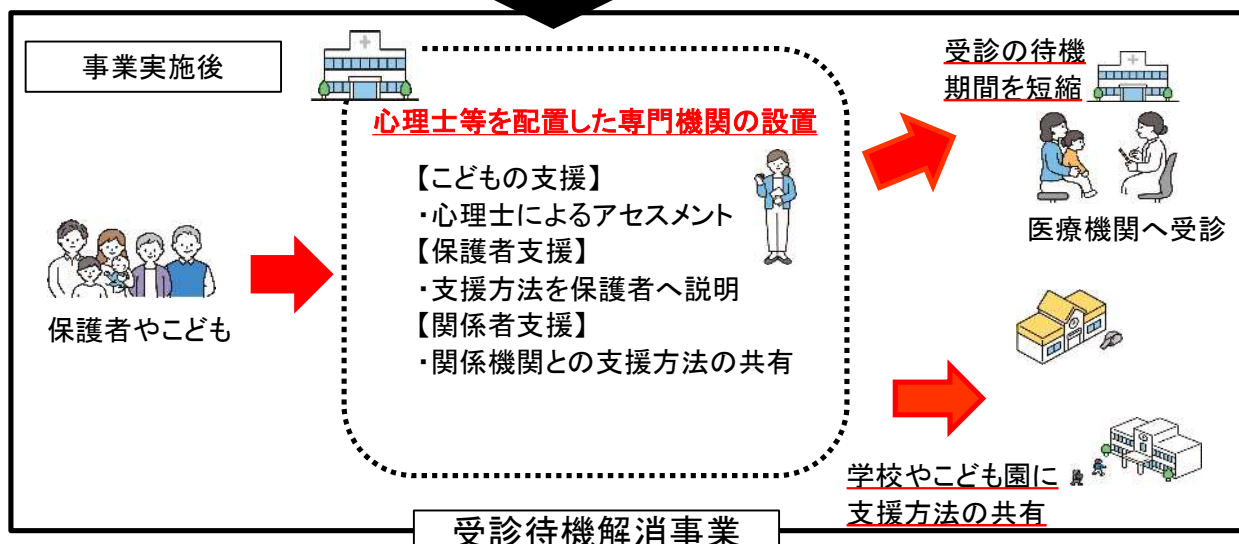 事業実施後
保護者やこども
心理士等を配置した専門機関の設置
【こどもの支援】
・心理士によるアセスメント
【保護者支援】
・支援方法を保護者へ説明
【関係者支援】
・関係機関との支援方法の共有
受診の待機
期間を短縮
医療機関へ受診
学校やこども園に
支援方法の共有
受診待機解消事業